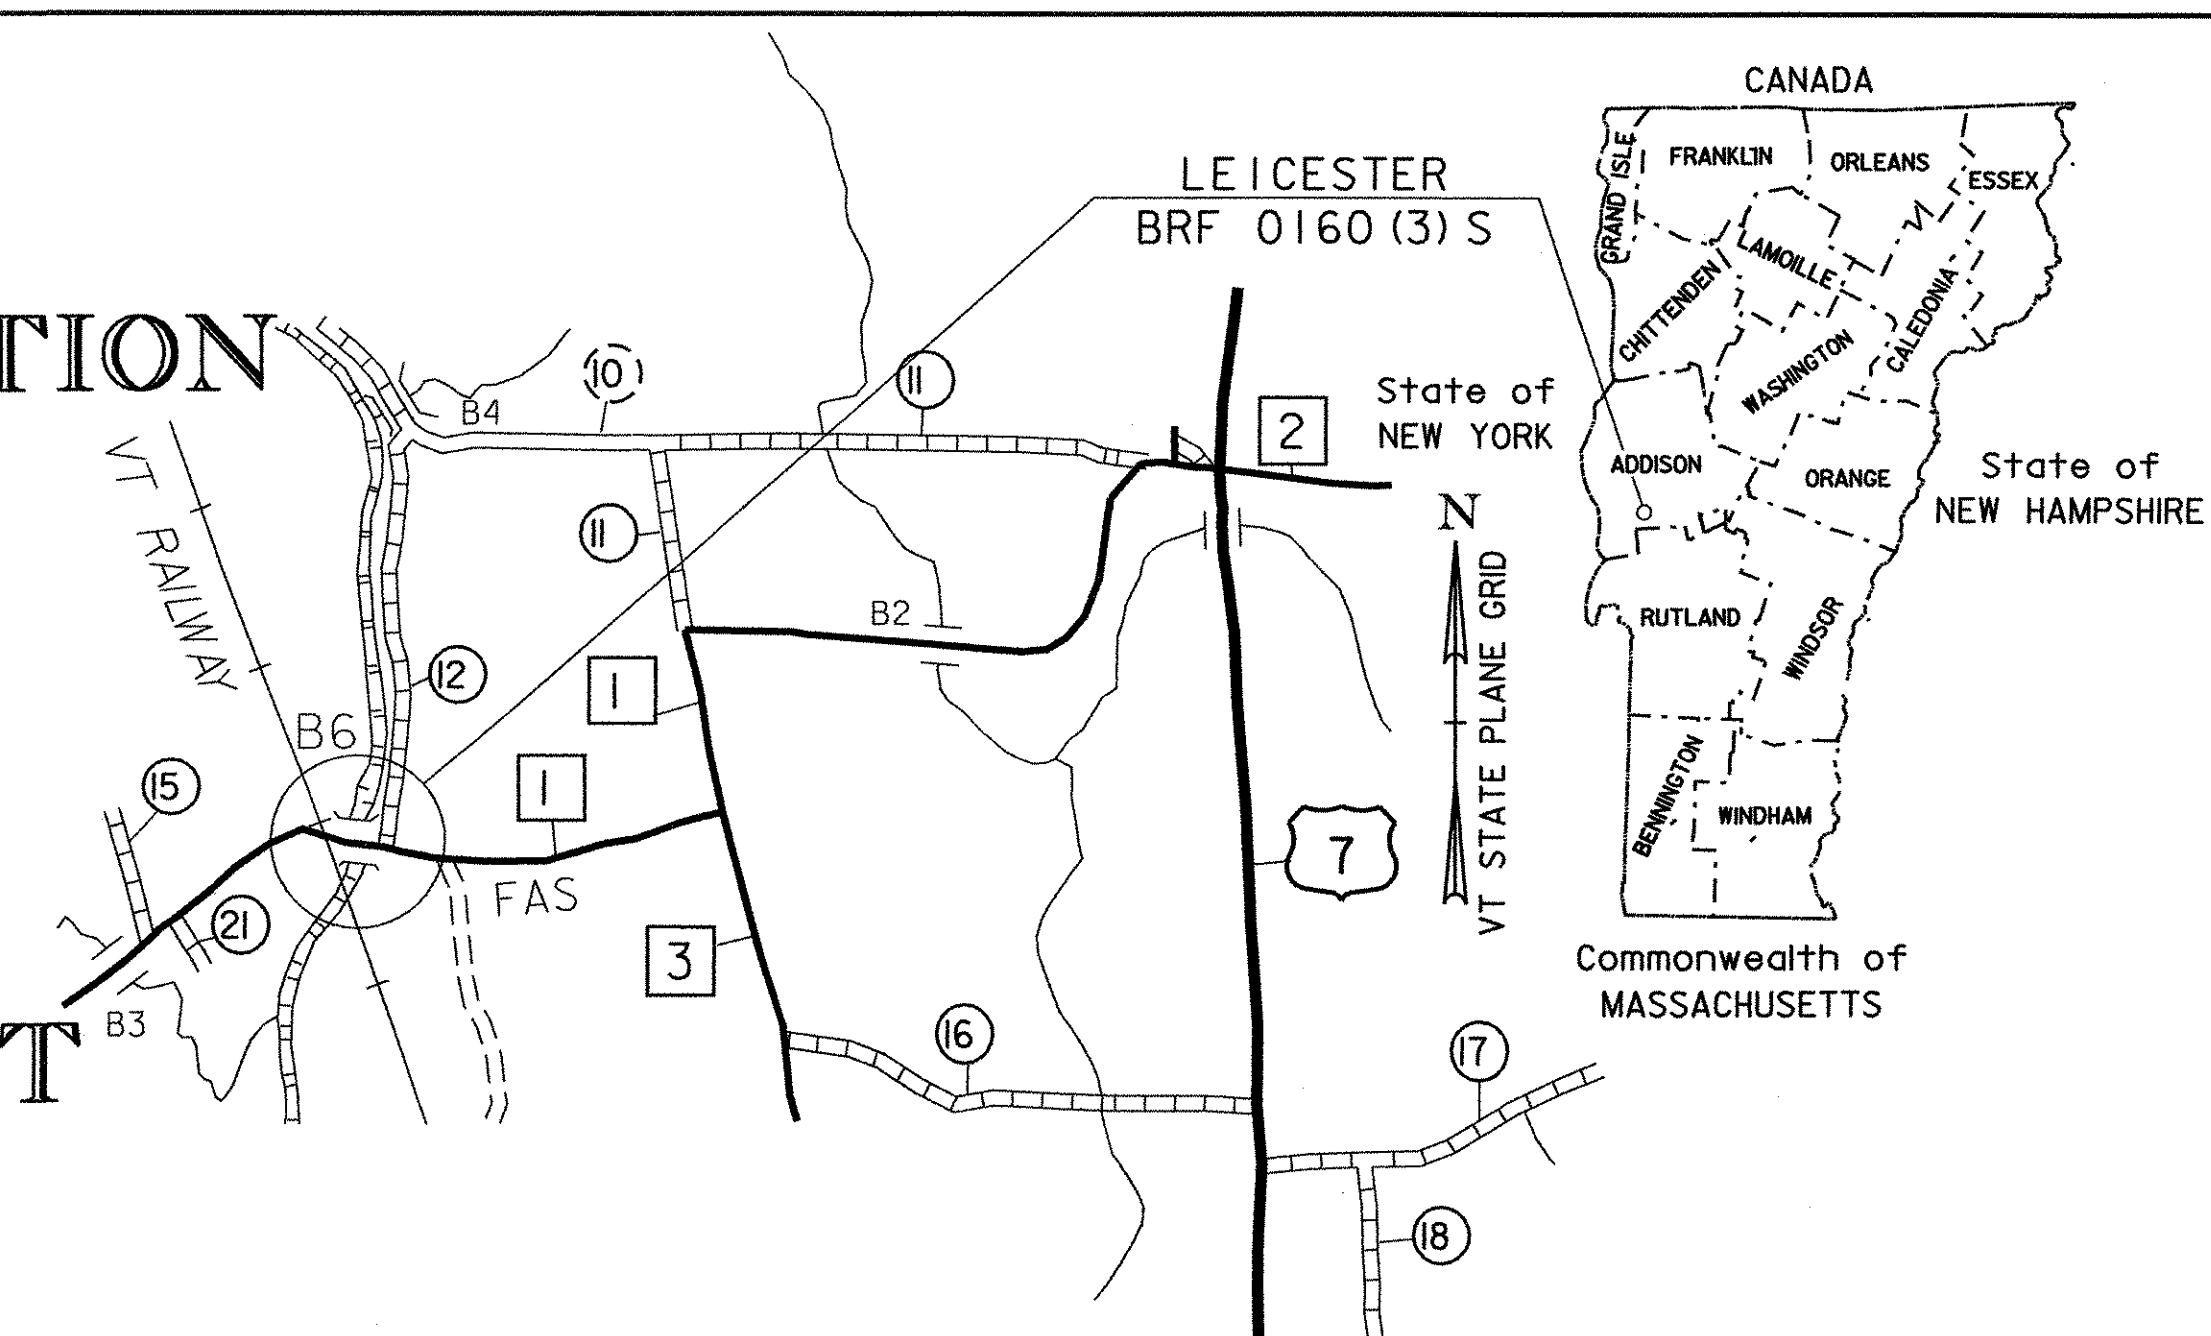 CANADA
GRAND ISLE
FRANKLIN
ORLEANS
ESSEX
LAMOILLE
CHITTENDEN
CALEDONIA
WASHINGTON
ADDISON
ORANGE
RUTLAND
WINDSOR
BENNINGTON
WINDHAM
State of
NEW YORK
State of
NEW HAMPSHIRE
Commonwealth of
MASSACHUSETTS
LEICESTER
BRF 0160 (3) S
TION
VT RAILWAY
B4
10
11
2
11
B2
12
1
B6
1
15
FAS
21
3
B3
T
7
16
17
18
N
VT STATE PLANE GRID